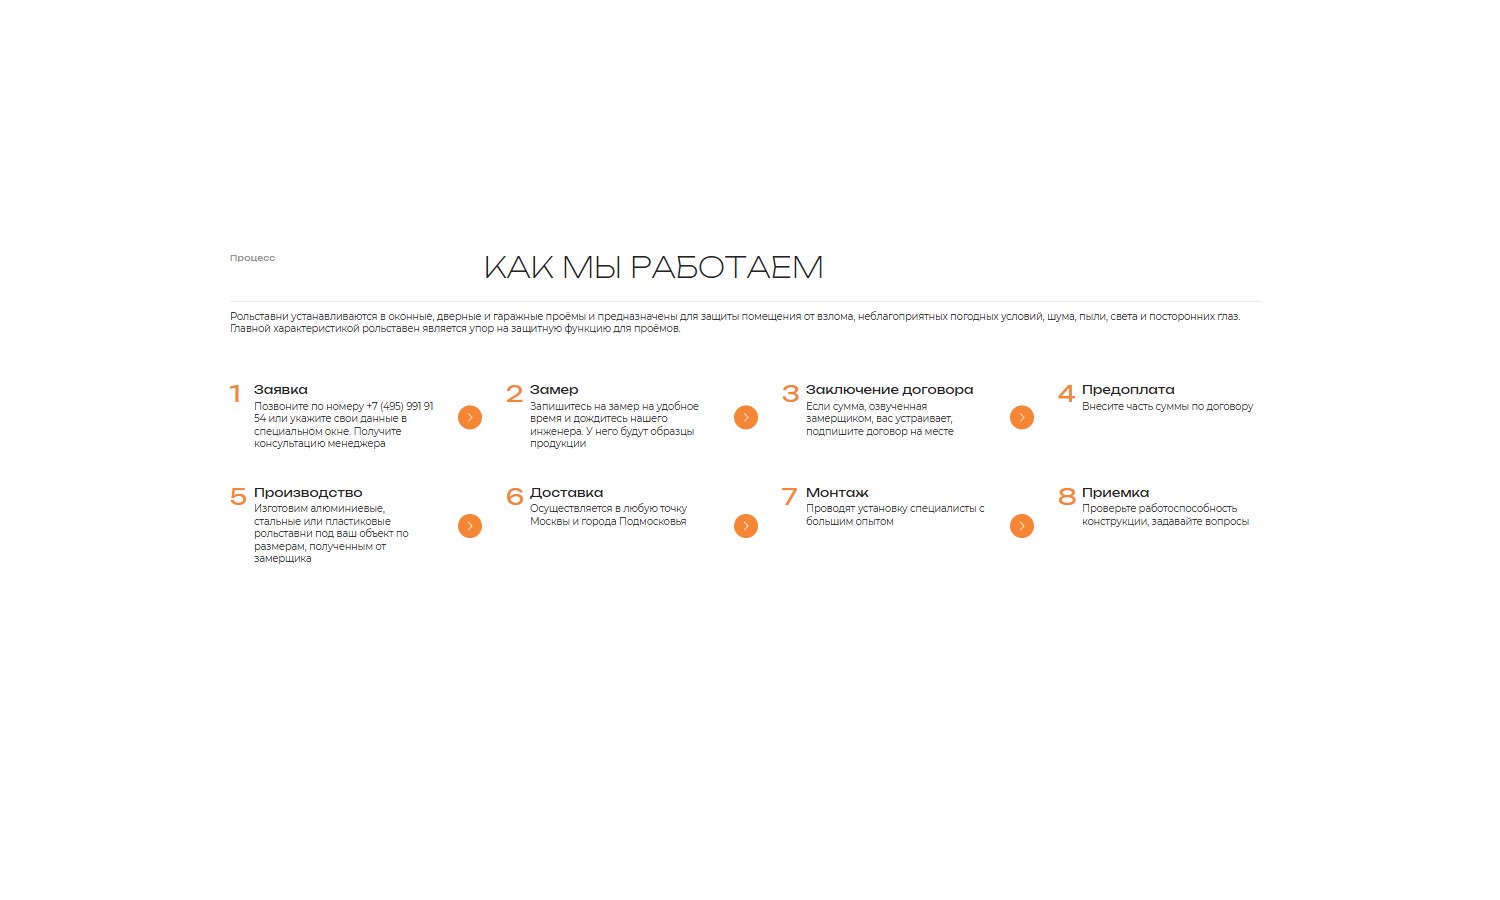 Процесс
КАК МЫ РАБОТАЕМ
Рольставни устанавливаются в оконные, дверные и гаражные проёмы и предназначены для защиты помещения от взлома, неблагоприятных погодных условий, шума, пыли, света и посторонних глаз.
Главной характеристикой рольставен является упор на защитную функцию для проёмов.
1 Заявка
Позвоните по номеру +7 (495) 991 91
54 или укажите свои данные в
специальном окне. Получите
консультацию менеджера
2 Замер
Запишитесь на замер на удобное
время и дождитесь нашего
инженера. У него будут образцы
продукции
3 Заключение договора
Если сумма, озвученная
замерщиком, вас устраивает,
подпишите договор на месте
4 Предоплата
Внесите часть суммы по договору
5 Производство
Изготовим алюминиевые,
стальные или пластиковые
рольставни под ваш объект по
размерам, полученным от
замерщика
6 Доставка
Осуществляется в любую точку
Москвы и города Подмосковья
7 Монтаж
Проводят установку специалисты с
большим опытом
8 Приемка
Проверьте работоспособность
конструкции, задавайте вопросы